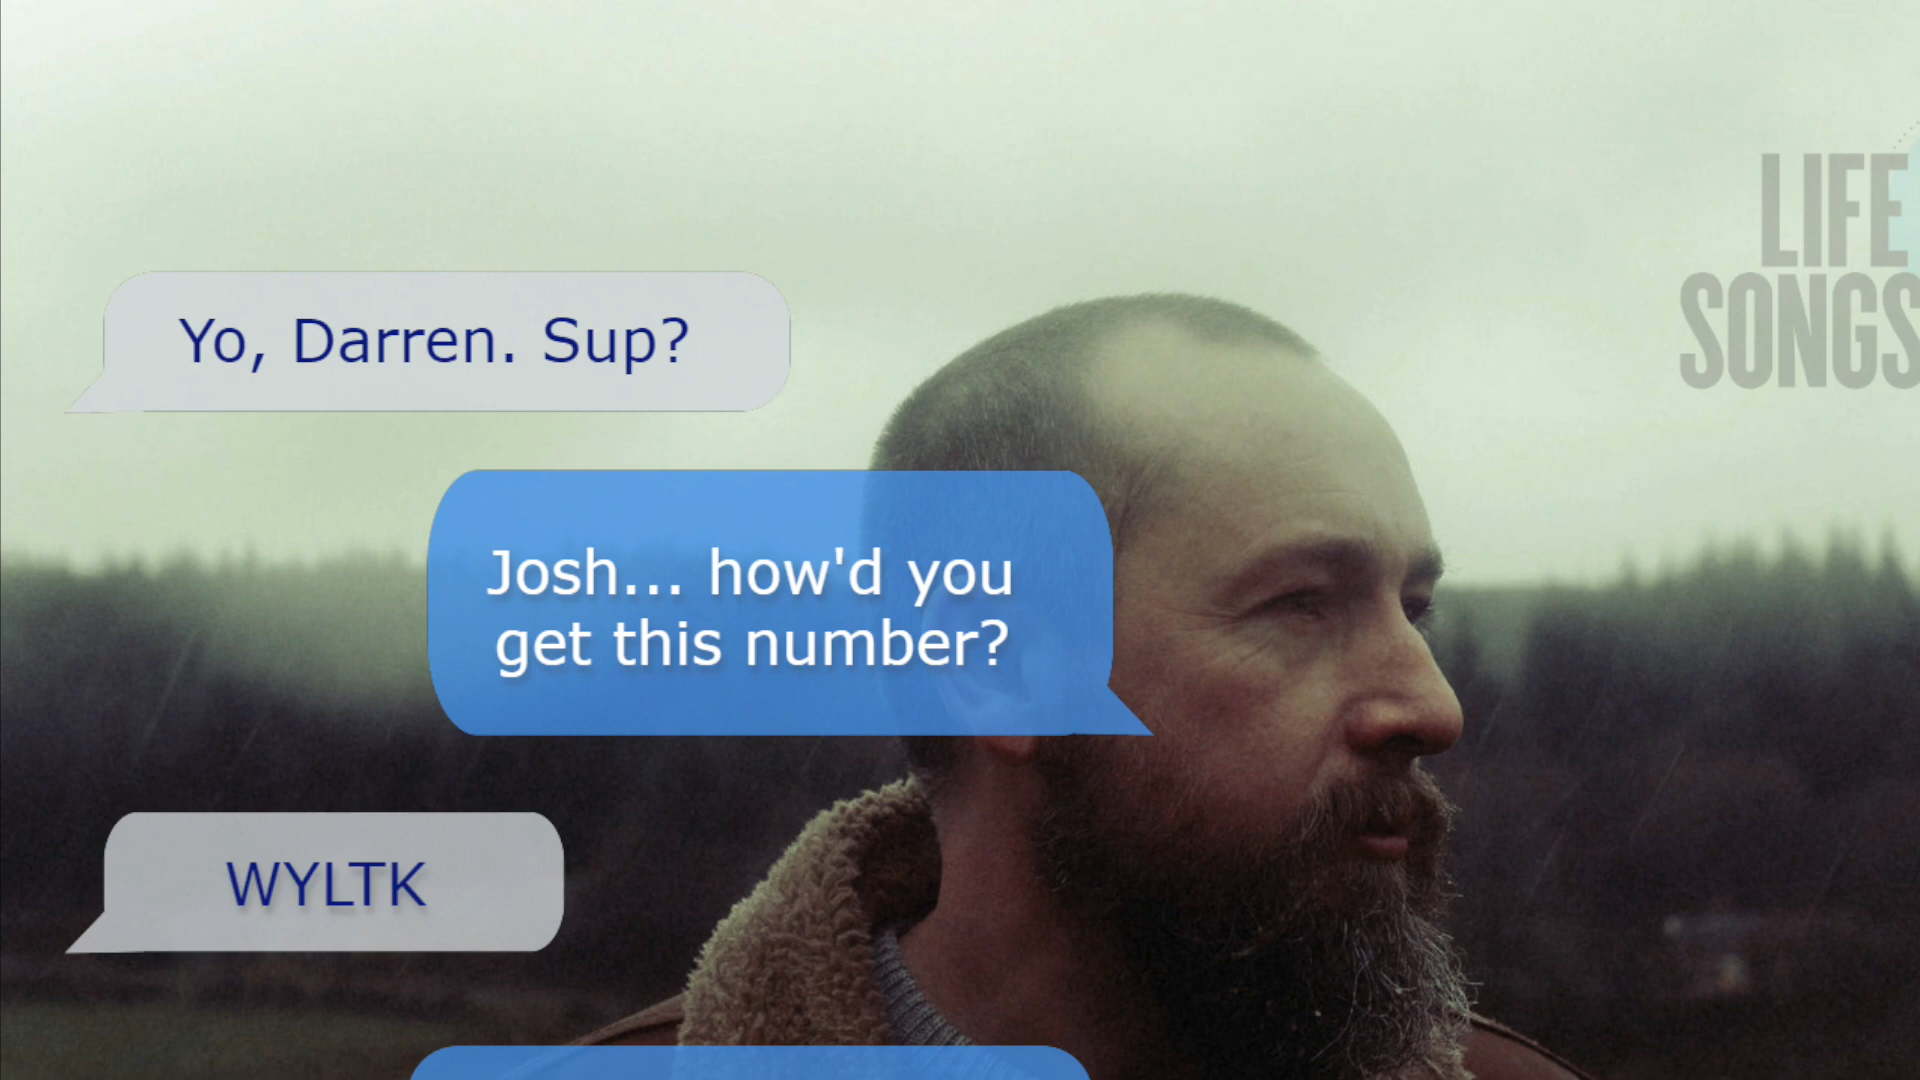 LIFE
SONGS
Yo, Darren. Sup?
Josh... how'd you
get this number?
WYLTK